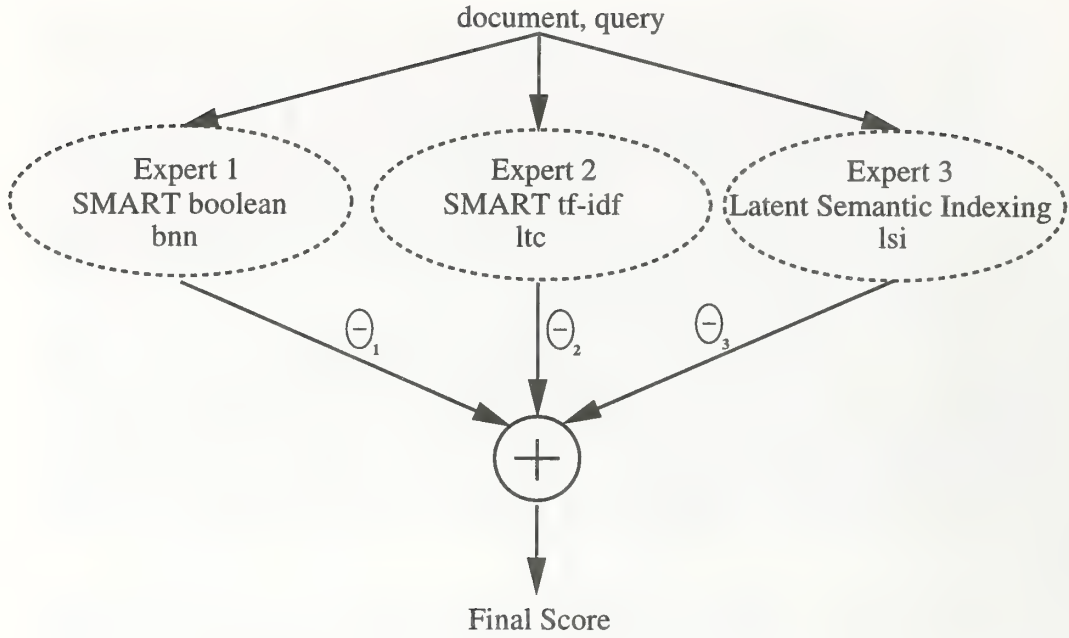 document, query
Expert 1
SMART boolean
bnn
Expert 2
SMART tf-idf
ltc
Expert 3
Latent Semantic Indexing
lsi
Θ1
Θ2
Θ3
+
Final Score